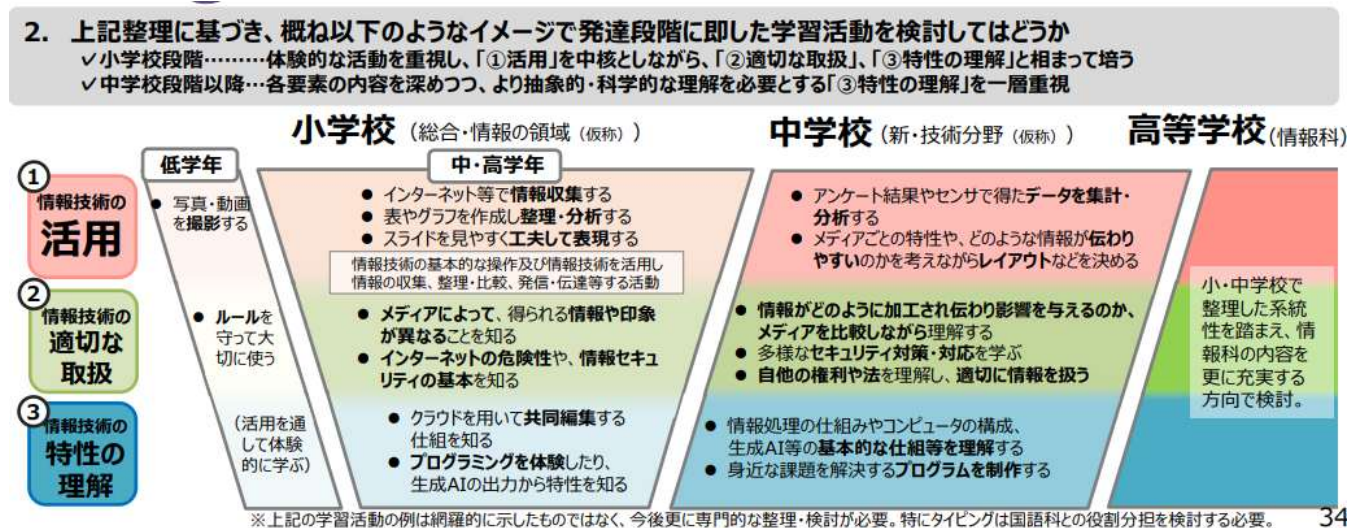 2. 上記整理に基づき、概ね以下のようなイメージで発達段階に即した学習活動を検討してはどうか
✓小学校段階………体験的な活動を重視し、「①活用」を中核としながら、「②適切な取扱」、「③特性の理解」と相まって培う
✓中学校段階以降…各要素の内容を深めつつ、より抽象的・科学的な理解を必要とする「③特性の理解」を一層重視
小学校(総合・情報の領域(仮称))
中学校(新・技術分野(仮称))
高等学校(情報科)
低学年
中・高学年
①
情報技術の
活用
● 写真・動画
を撮影する
● インターネット等で情報収集する
● 表やグラフを作成し整理・分析する
● スライドを見やすく工夫して表現する
情報技術の基本的な操作及び情報技術を活用し
情報の収集、整理・比較、発信・伝達等する活動
● アンケート結果やセンサで得たデータを集計・
分析する
● メディアごとの特性や、どのような情報が伝わり
やすいのかを考えながらレイアウトなどを決める
②
情報技術の
適切な
取扱
● ルールを
守って大
切に使う
● メディアによって、得られる情報や印象
が異なることを知る
● インターネットの危険性や、情報セキュ
リティの基本を知る
● 情報がどのように加工され伝わり影響を与えるのか、
メディアを比較しながら理解する
● 多様なセキュリティ対策・対応を学ぶ
● 自他の権利や法を理解し、適切に情報を扱う
小・中学校で
整理した系統
性を踏まえ、情
報科の内容を
更に充実する
方向で検討。
③
情報技術の
特性の
理解
(活用を通
して体験
的に学ぶ)
● クラウドを用いて共同編集する
仕組を知る
● プログラミングを体験したり、
生成AIの出力から特性を知る
● 情報処理の仕組みやコンピュータの構成、
生成AI等の基本的な仕組等を理解する
● 身近な課題を解決するプログラムを制作する
※上記の学習活動の例は網羅的に示したものではなく、今後更に専門的な整理・検討が必要。特にタイピングは国語科との役割分担を検討する必要。
34